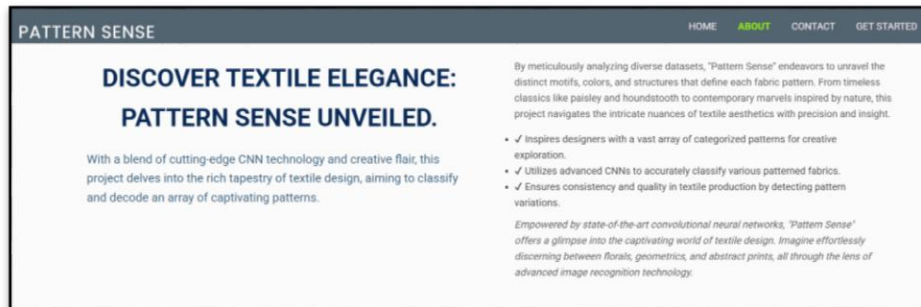 PATTERN SENSE
HOME ABOUT CONTACT GET STARTED
DISCOVER TEXTILE ELEGANCE:
PATTERN SENSE UNVEILED.
With a blend of cutting-edge CNN technology and creative flair, this
project delves into the rich tapestry of textile design, aiming to classify
and decode an array of captivating patterns.
By meticulously analyzing diverse datasets, "Pattern Sense" endeavors to unravel the
distinct motifs, colors, and structures that define each fabric pattern. From timeless
classics like paisley and houndstooth to contemporary marvels inspired by nature, this
project navigates the intricate nuances of textile aesthetics with precision and insight.
• ✓ Inspires designers with a vast array of categorized patterns for creative
exploration.
• ✓ Utilizes advanced CNNs to accurately classify various patterned fabrics.
• ✓ Ensures consistency and quality in textile production by detecting pattern
variations.
Empowered by state-of-the-art convolutional neural networks, "Pattern Sense"
offers a glimpse into the captivating world of textile design. Imagine effortlessly
discerning between florals, geometrics, and abstract prints, all through the lens of
advanced image recognition technology.